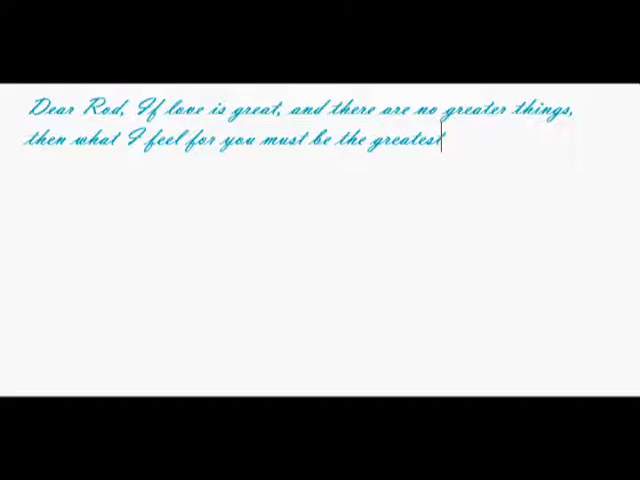 Dear Rod, If love is great, and there are no greater things,
then what I feel for you must be the greatest